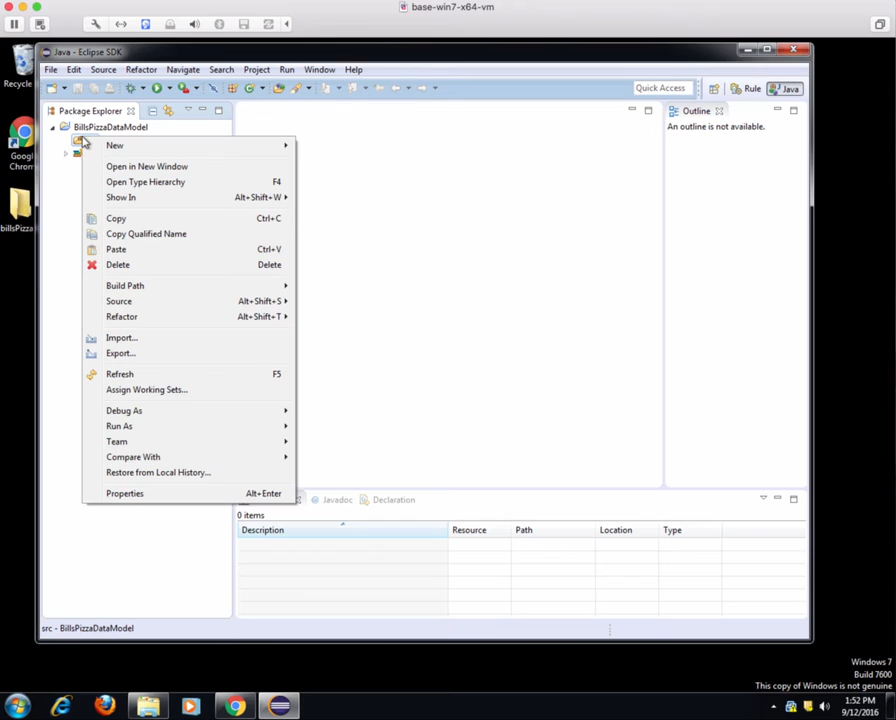 base-win7-x64-vm
Java - Eclipse SDK
File Edit Source Refactor Navigate Search Project Run Window Help
Quick Access
Rule
Java
Package Explorer
Outline
BillsPizzaDataModel
An outline is not available.
Recycle
Googl
Chrom
billsPizza
New
Open in New Window
Open Type Hierarchy F4
Show In Alt+Shift+W
Copy Ctrl+C
Copy Qualified Name
Paste Ctrl+V
Delete Delete
Build Path
Source Alt+Shift+S
Refactor Alt+Shift+T
Import...
Export...
Refresh F5
Assign Working Sets...
Debug As
Run As
Team
Compare With
Restore from Local History...
Properties Alt+Enter
Javadoc Declaration
0 items
Description Resource Path Location Type
src - BillsPizzaDataModel
Windows 7
Build 7600
This copy of Windows is not genuine
1:52 PM
9/12/2016